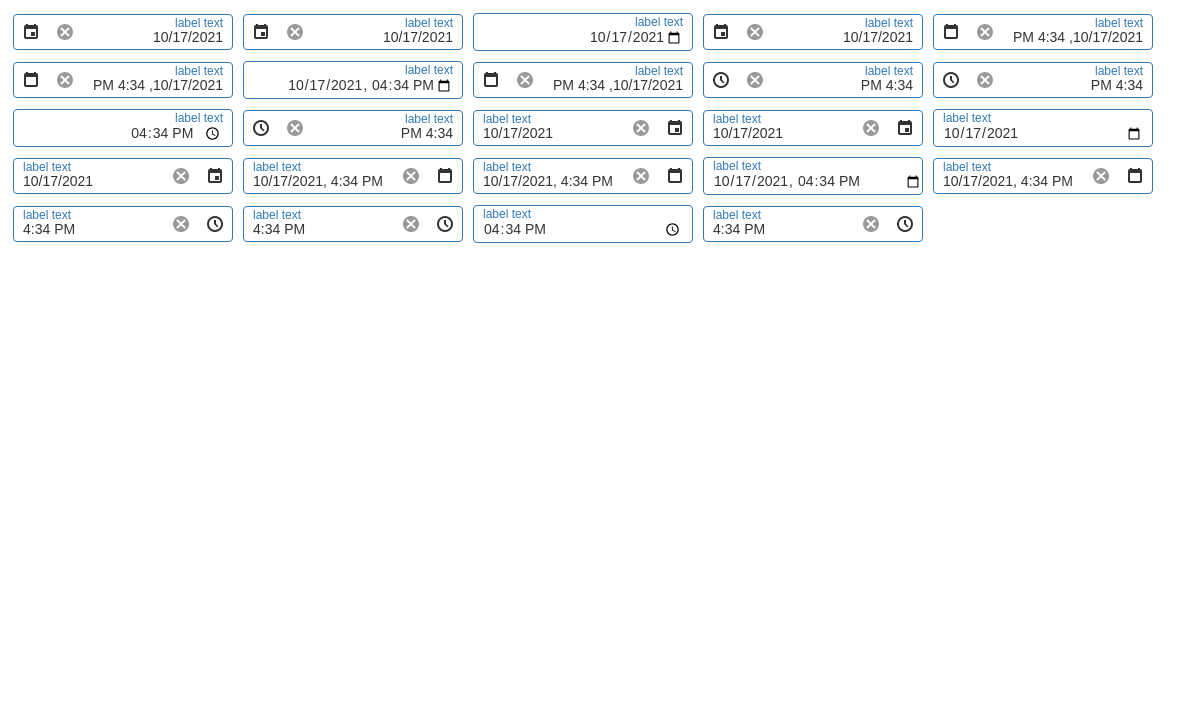 label text
10/17/2021
label text
10/17/2021
label text
10/17/2021
label text
10/17/2021
label text
PM 4:34 ,10/17/2021
label text
PM 4:34 ,10/17/2021
label text
10/17/2021, 04:34 PM
label text
PM 4:34 ,10/17/2021
label text
PM 4:34
label text
PM 4:34
label text
04:34 PM
label text
PM 4:34
label text
10/17/2021
label text
10/17/2021
label text
10/17/2021
label text
10/17/2021
label text
10/17/2021, 4:34 PM
label text
10/17/2021, 4:34 PM
label text
10/17/2021, 04:34 PM
label text
10/17/2021, 4:34 PM
label text
4:34 PM
label text
4:34 PM
label text
04:34 PM
label text
4:34 PM